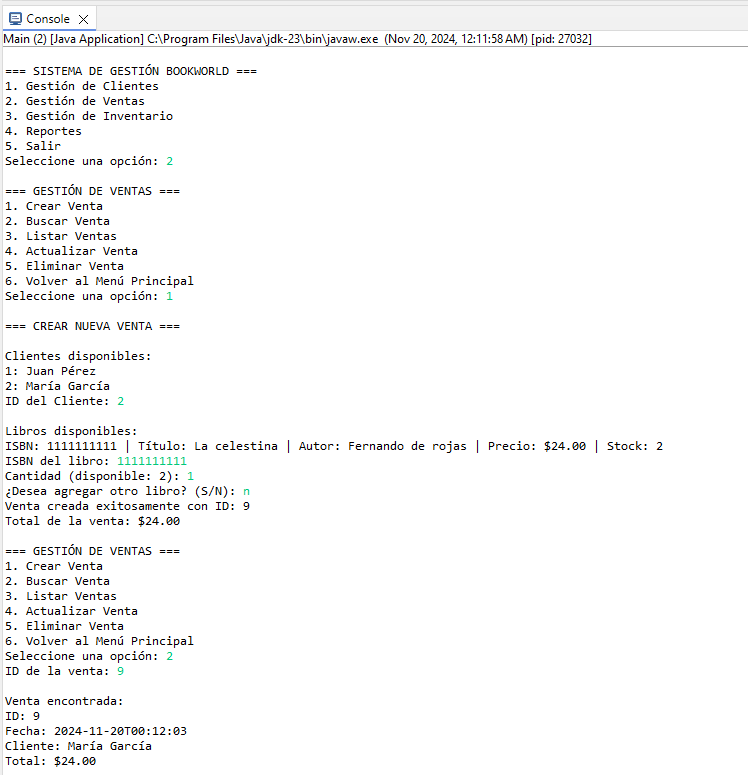 Console
Main (2) [Java Application] C:\Program Files\Java\jdk-23\bin\javaw.exe (Nov 20, 2024, 12:11:58 AM) [pid: 27032]
=== SISTEMA DE GESTIÓN BOOKWORLD ===
1. Gestión de Clientes
2. Gestión de Ventas
3. Gestión de Inventario
4. Reportes
5. Salir
Seleccione una opción: 2
=== GESTIÓN DE VENTAS ===
1. Crear Venta
2. Buscar Venta
3. Listar Ventas
4. Actualizar Venta
5. Eliminar Venta
6. Volver al Menú Principal
Seleccione una opción: 1
=== CREAR NUEVA VENTA ===
Clientes disponibles:
1: Juan Pérez
2: María García
ID del Cliente: 2
Libros disponibles:
ISBN: 1111111111 | Título: La celestina | Autor: Fernando de rojas | Precio: $24.00 | Stock: 2
ISBN del libro: 1111111111
Cantidad (disponible: 2): 1
¿Desea agregar otro libro? (S/N): n
Venta creada exitosamente con ID: 9
Total de la venta: $24.00
=== GESTIÓN DE VENTAS ===
1. Crear Venta
2. Buscar Venta
3. Listar Ventas
4. Actualizar Venta
5. Eliminar Venta
6. Volver al Menú Principal
Seleccione una opción: 2
ID de la venta: 9
Venta encontrada:
ID: 9
Fecha: 2024-11-20T00:12:03
Cliente: María García
Total: $24.00